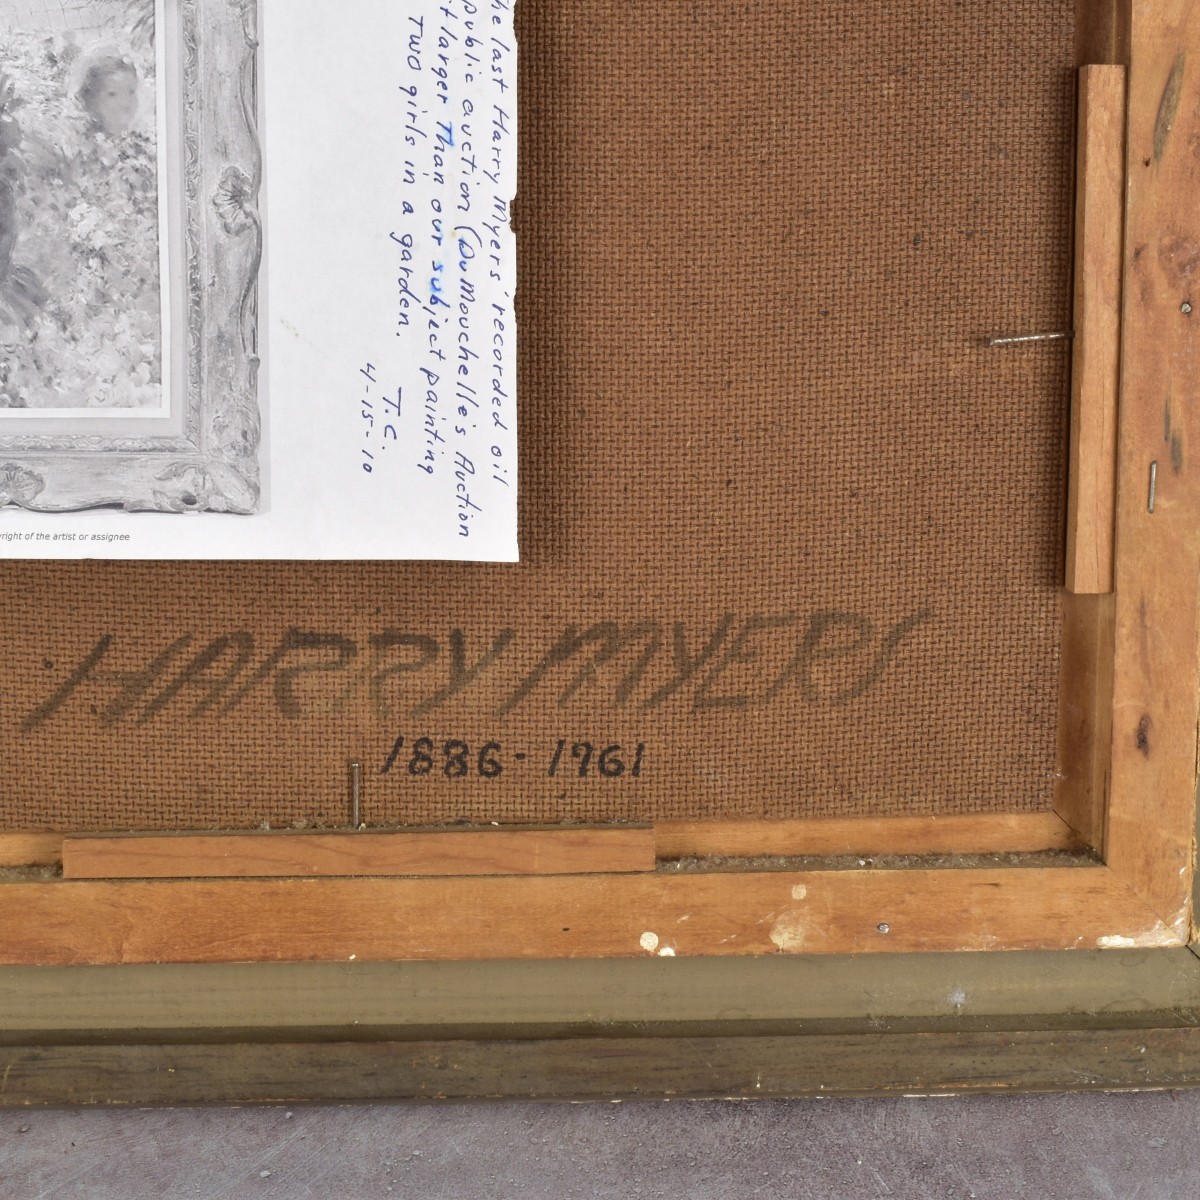 he last Harry Myers' recorded oil
public auction (DuMouchelle's Auction
t larger Than our subject painting
Two girls in a garden.
T.C.
4-15-10
right of the artist or assignee
HARRY MYERS
1886-1961